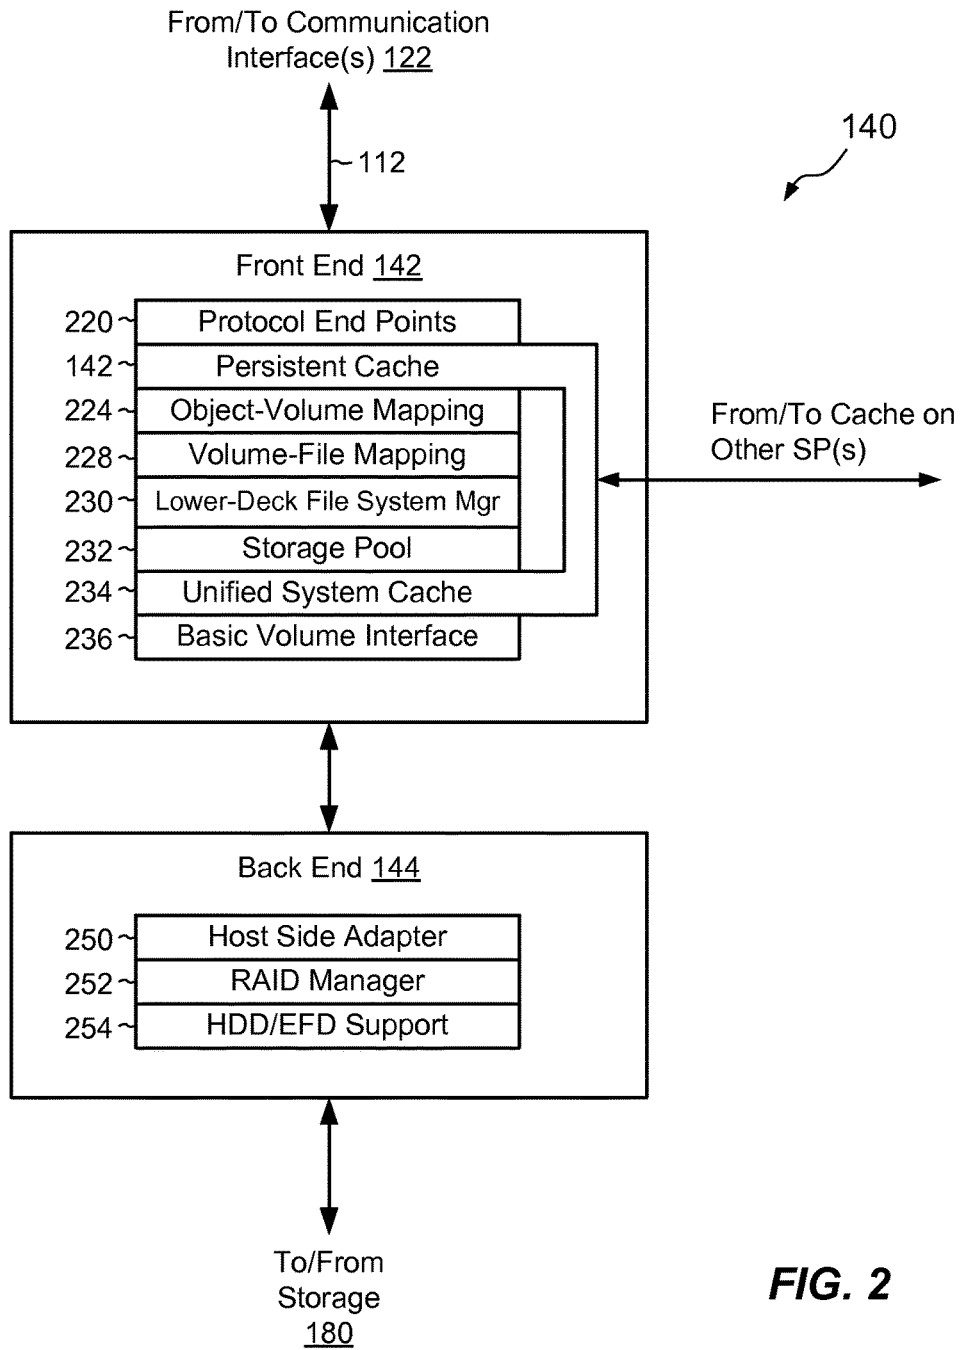 From/To Communication
Interface(s) 122
112
140
Front End 142
220 Protocol End Points
142 Persistent Cache
224 Object-Volume Mapping
228 Volume-File Mapping
230 Lower-Deck File System Mgr
232 Storage Pool
234 Unified System Cache
236 Basic Volume Interface
From/To Cache on
Other SP(s)
Back End 144
250 Host Side Adapter
252 RAID Manager
254 HDD/EFD Support
To/From
Storage
180
FIG. 2